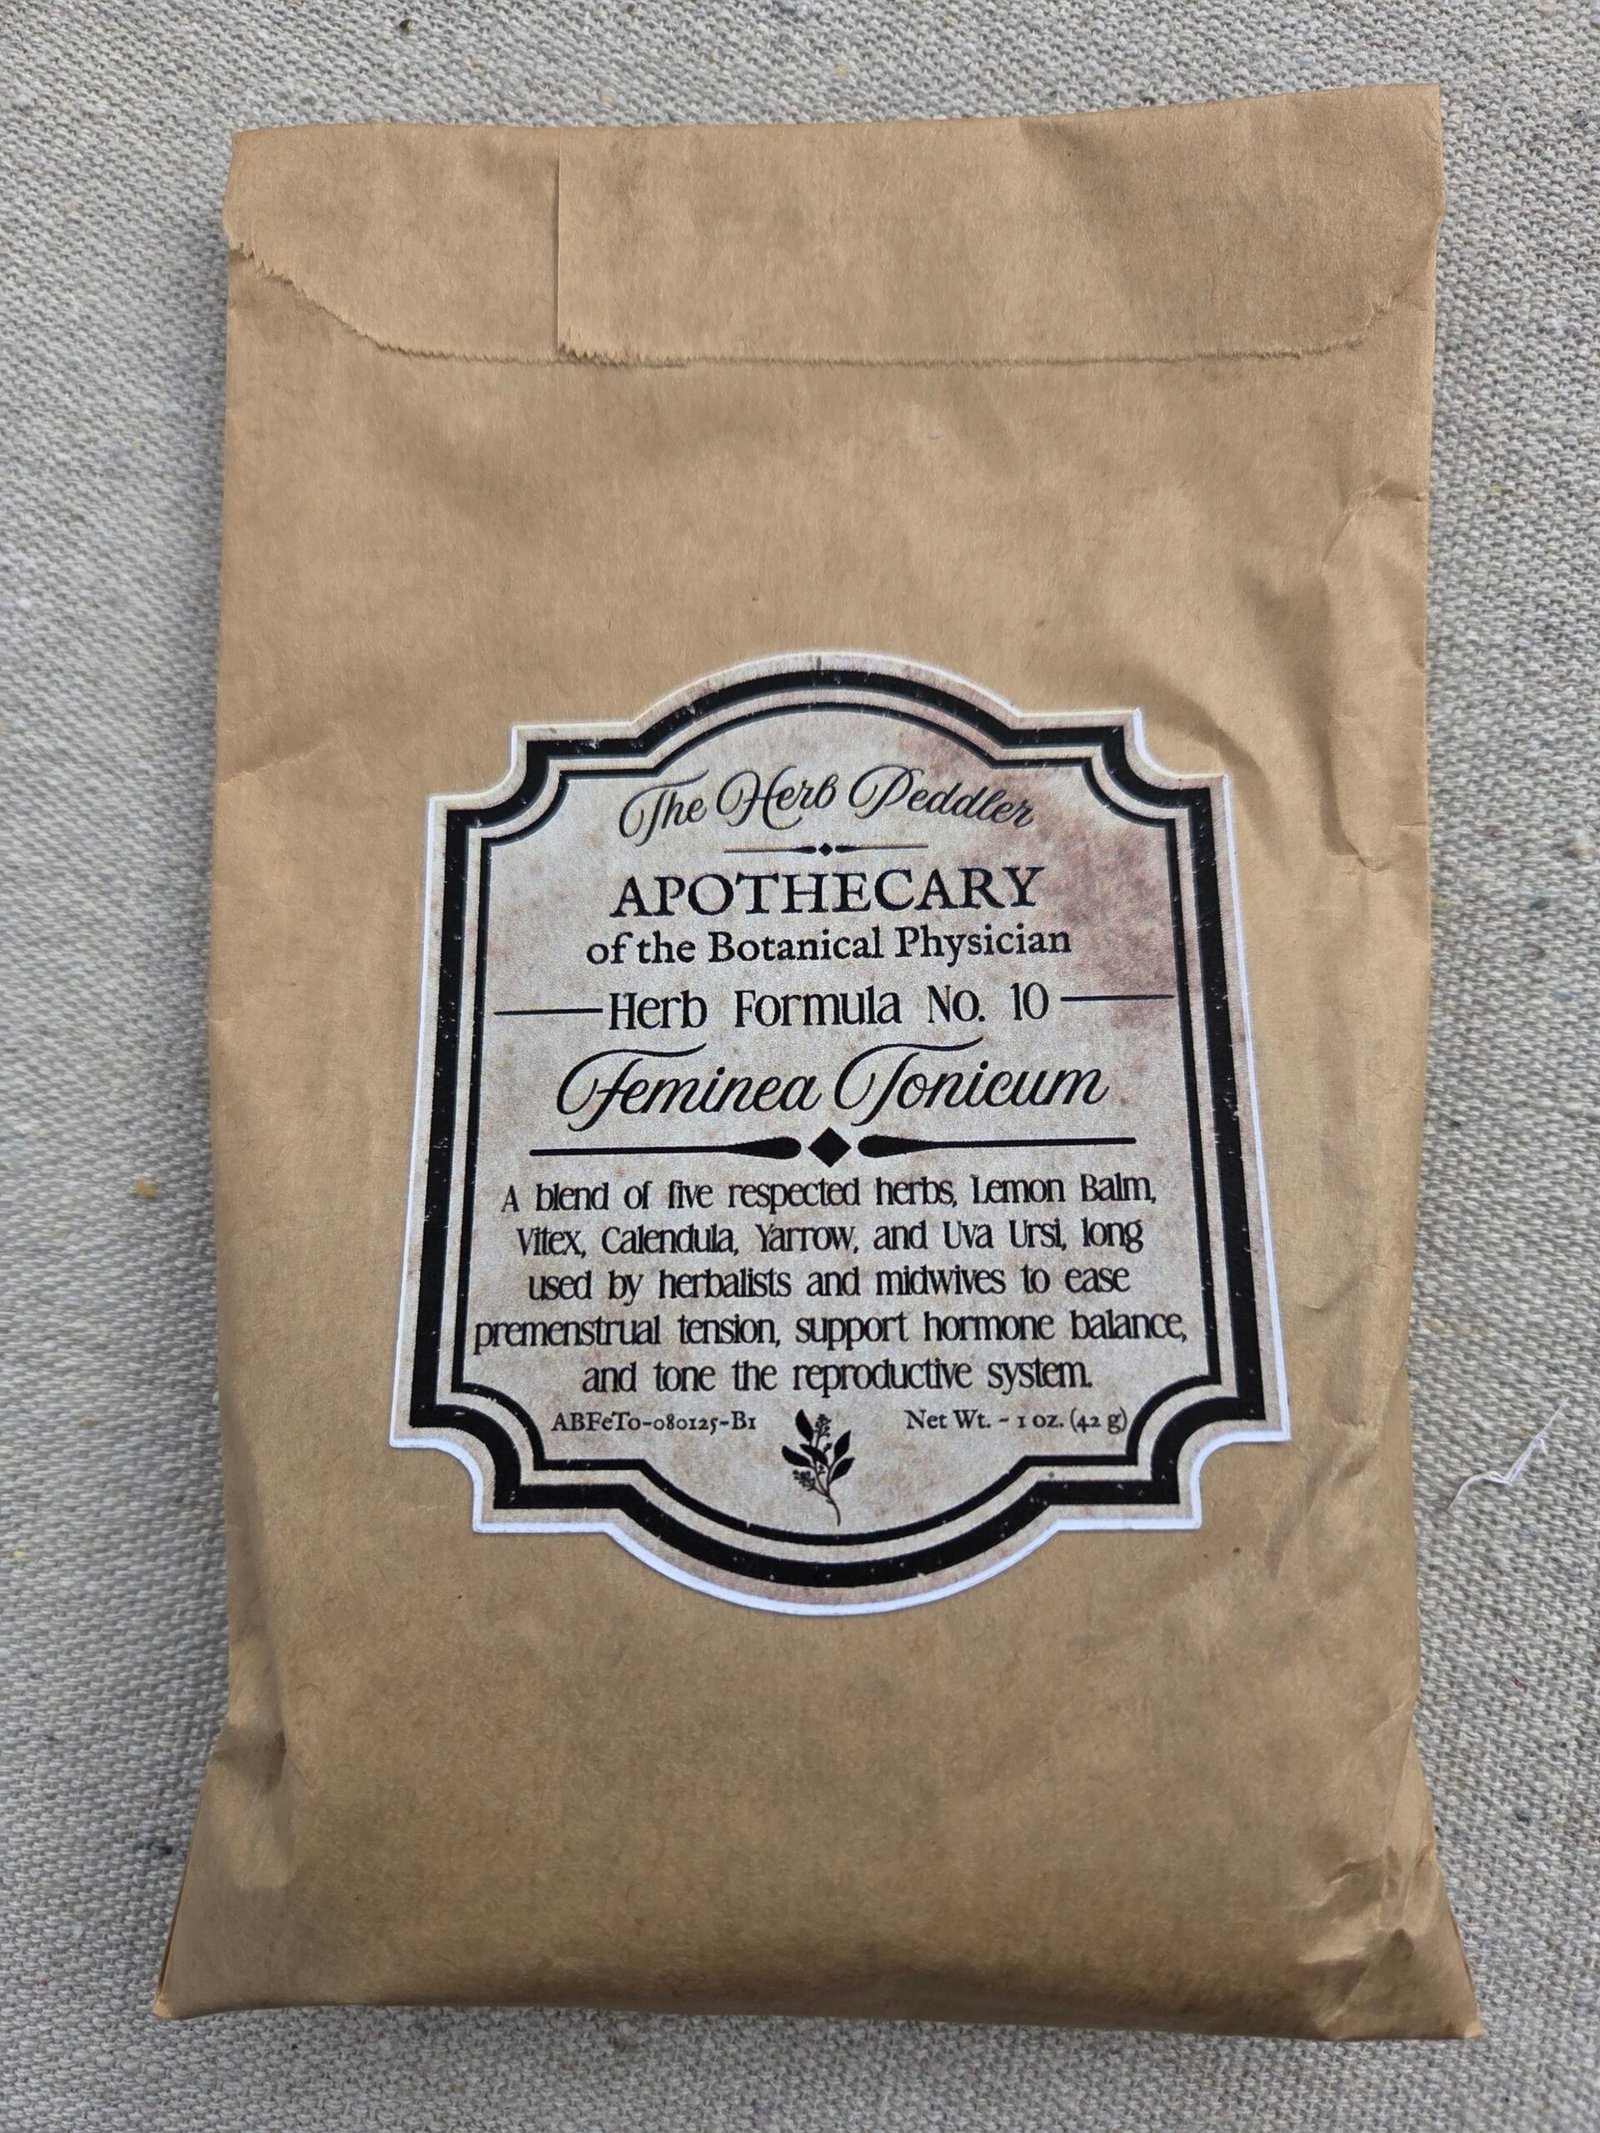 The Herb Peddler
APOTHECARY
of the Botanical Physician
Herb Formula No. 10
Feminea Tonicum
A blend of five respected herbs, Lemon Balm,
Vitex, Calendula, Yarrow, and Uva Ursi, long
used by herbalists and midwives to ease
premenstrual tension, support hormone balance,
and tone the reproductive system.
ABFeTo-080125-B1
Net Wt. ~ 1 oz. (42 g)